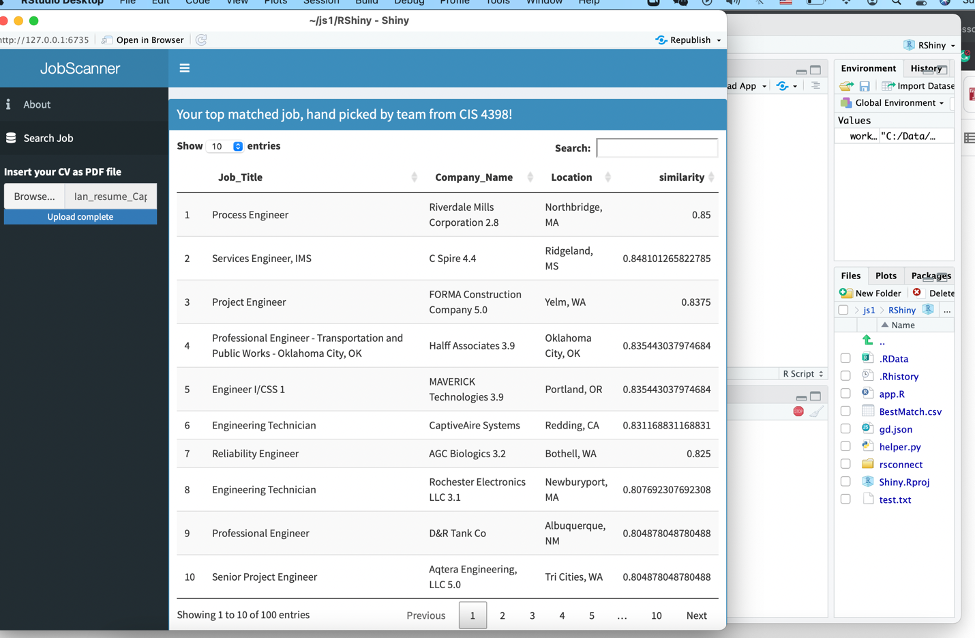 RStudio Desktop File Edit Code View Plots Session Build Debug Profile Tools Window Help
~/js1/RShiny - Shiny
http://127.0.0.1:6735 Open in Browser Republish
JobScanner
About
Search Job
Insert your CV as PDF file
Browse... Ian_resume_Cap
Upload complete
Your top matched job, hand picked by team from CIS 4398!
Show 10 entries Search:
Job_Title Company_Name Location similarity
1 Process Engineer Riverdale Mills Corporation 2.8 Northbridge, MA 0.85
2 Services Engineer, IMS C Spire 4.4 Ridgeland, MS 0.848101265822785
3 Project Engineer FORMA Construction Company 5.0 Yelm, WA 0.8375
4 Professional Engineer - Transportation and Public Works - Oklahoma City, OK Halff Associates 3.9 Oklahoma City, OK 0.835443037974684
5 Engineer I/CSS 1 MAVERICK Technologies 3.9 Portland, OR 0.835443037974684
6 Engineering Technician CaptiveAire Systems Redding, CA 0.831168831168831
7 Reliability Engineer AGC Biologics 3.2 Bothell, WA 0.825
8 Engineering Technician Rochester Electronics LLC 3.1 Newburyport, MA 0.807692307692308
9 Professional Engineer D&R Tank Co Albuquerque, NM 0.804878048780488
10 Senior Project Engineer Aqtera Engineering, LLC 5.0 Tri Cities, WA 0.804878048780488
Showing 1 to 10 of 100 entries Previous 1 2 3 4 5 ... 10 Next
RShiny
ad App
R Script
Environment History
Import Datase
Global Environment
Values
work... "C:/Data/...
Files Plots Packages
New Folder Delete
js1 RShiny ...
Name
..
.RData
.Rhistory
app.R
BestMatch.csv
gd.json
helper.py
rsconnect
Shiny.Rproj
test.txt